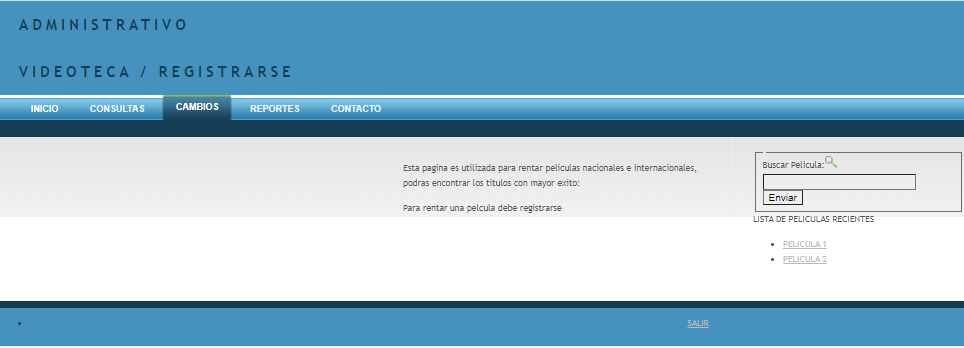 ADMINISTRATIVO
VIDEOTECA / REGISTRARSE
INICIO CONSULTAS CAMBIOS REPORTES CONTACTO
Esta pagina es utilizada para rentar peliculas nacionales e internacionales,
podras encontrar los titulos con mayor exito:
Para rentar una pelcula debe registrarse
Buscar Pelicula:
Enviar
LISTA DE PELICULAS RECIENTES
PELICULA 1
PELICULA 2
SALIR